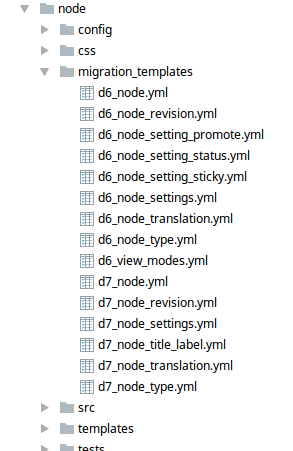 node
config
css
migration_templates
d6_node.yml
d6_node_revision.yml
d6_node_setting_promote.yml
d6_node_setting_status.yml
d6_node_setting_sticky.yml
d6_node_settings.yml
d6_node_translation.yml
d6_node_type.yml
d6_view_modes.yml
d7_node.yml
d7_node_revision.yml
d7_node_settings.yml
d7_node_title_label.yml
d7_node_translation.yml
d7_node_type.yml
src
templates
tests